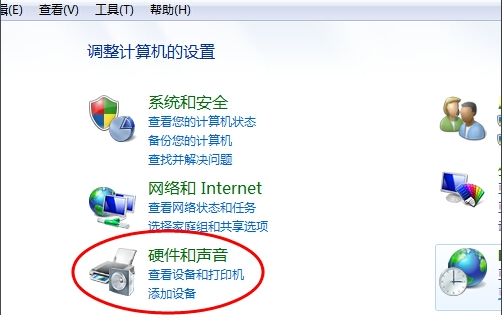 查看(V) 工具(T) 帮助(H)
调整计算机的设置
系统和安全
查看您的计算机状态
备份您的计算机
查找并解决问题
网络和 Internet
查看网络状态和任务
选择家庭组和共享选项
硬件和声音
查看设备和打印机
添加设备